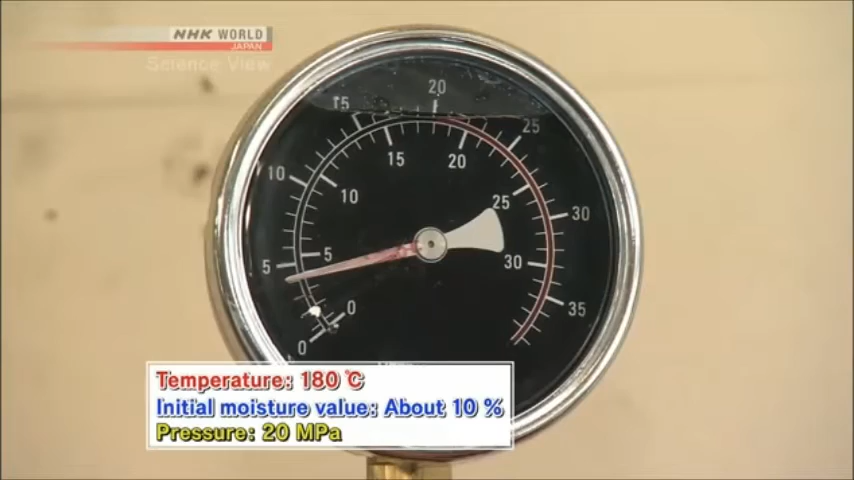 NHK WORLD
JAPAN
Science View
20
15
25
15
20
10
10
25
30
5
5
30
0
35
0
Temperature: 180 ℃
Initial moisture value: About 10 %
Pressure: 20 MPa